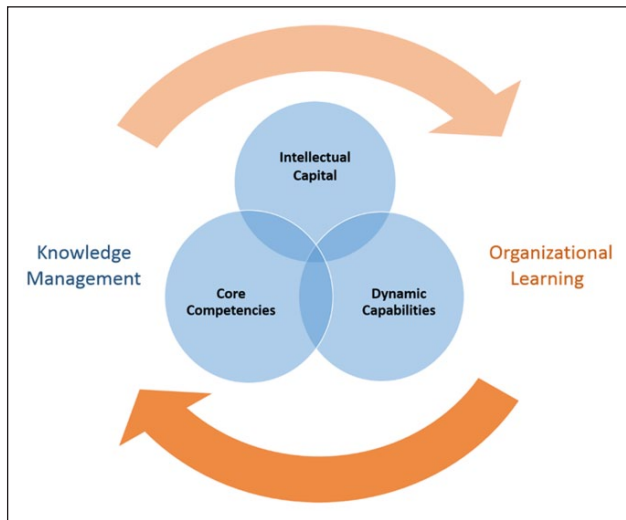 Intellectual
Capital
Knowledge
Management
Organizational
Learning
Core
Competencies
Dynamic
Capabilities